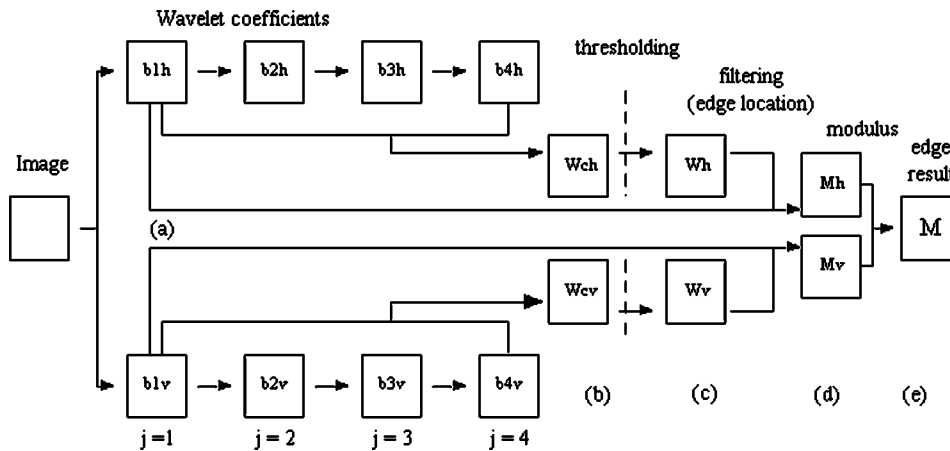 Wavelet coefficients
thresholding
b1h b2h b3h b4h
filtering
(edge location)
modulus
edge
result
Image
Wch Wh
Mh
(a)
M
Mv
Wcv Wv
b1v b2v b3v b4v
(b) (c) (d) (e)
j =1 j = 2 j = 3 j = 4